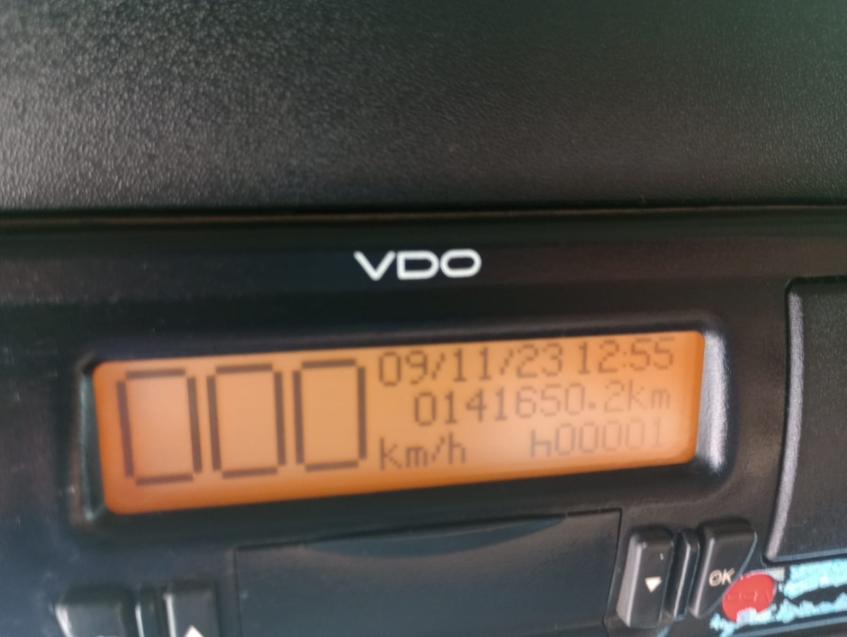 VDO
000 09/11/23 12:55
0141650.2km
km/h h00001
OK